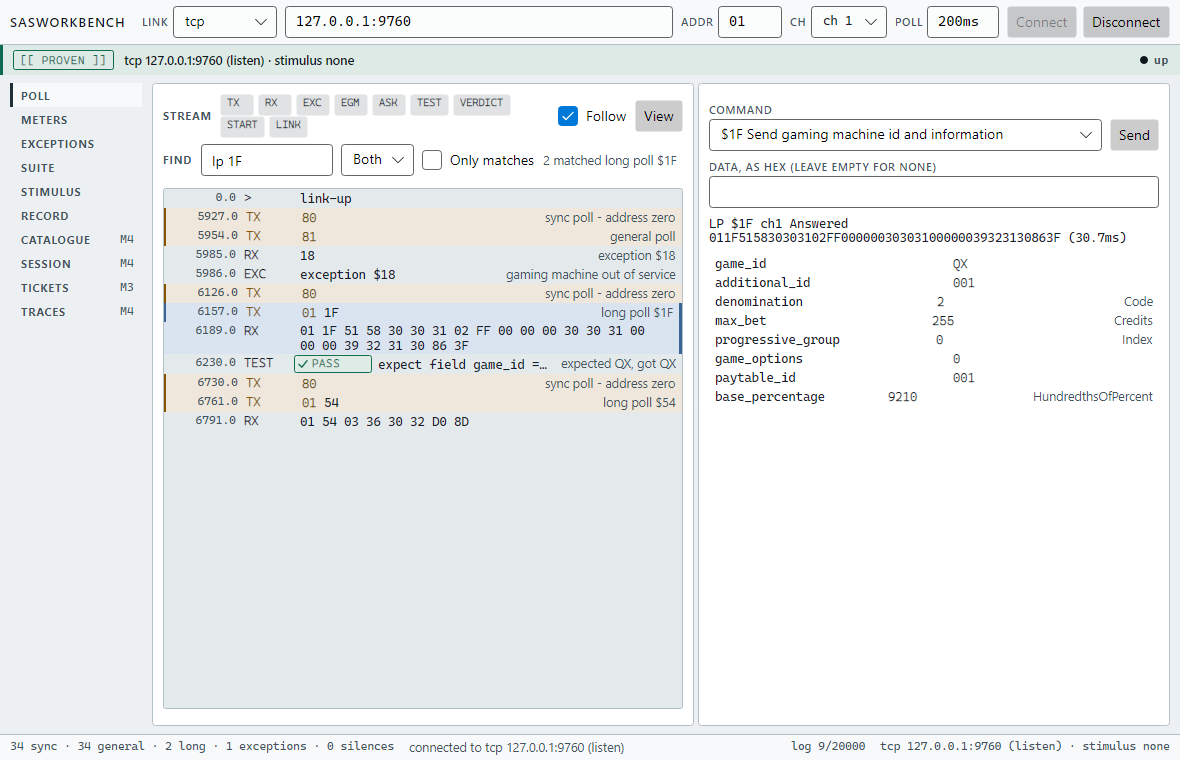 SASWORKBENCH LINK tcp 127.0.0.1:9760 ADDR 01 CH ch 1 POLL 200ms Connect Disconnect
[[ PROVEN ]] tcp 127.0.0.1:9760 (listen) · stimulus none up
POLL
METERS
EXCEPTIONS
SUITE
STIMULUS
RECORD
CATALOGUE M4
SESSION M4
TICKETS M3
TRACES M4
STREAM TX RX EXC EGM ASK TEST VERDICT
START LINK
Follow View
FIND lp 1F Both Only matches 2 matched long poll $1F
0.0 > link-up
5927.0 TX 80 sync poll - address zero
5954.0 TX 81 general poll
5985.0 RX 18 exception $18
5986.0 EXC exception $18 gaming machine out of service
6126.0 TX 80 sync poll - address zero
6157.0 TX 01 1F long poll $1F
6189.0 RX 01 1F 51 58 30 30 31 02 FF 00 00 00 30 30 31 00
00 00 39 32 31 30 86 3F
6230.0 TEST PASS expect field game_id =… expected QX, got QX
6730.0 TX 80 sync poll - address zero
6761.0 TX 01 54 long poll $54
6791.0 RX 01 54 03 36 30 32 D0 8D
COMMAND
$1F Send gaming machine id and information Send
DATA, AS HEX (LEAVE EMPTY FOR NONE)
LP $1F ch1 Answered
011F515830303102FF00000030303100000039323130863F (30.7ms)
game_id QX
additional_id 001
denomination 2 Code
max_bet 255 Credits
progressive_group 0 Index
game_options 0
paytable_id 001
base_percentage 9210 HundredthsOfPercent
34 sync · 34 general · 2 long · 1 exceptions · 0 silences connected to tcp 127.0.0.1:9760 (listen) log 9/20000 tcp 127.0.0.1:9760 (listen) · stimulus none